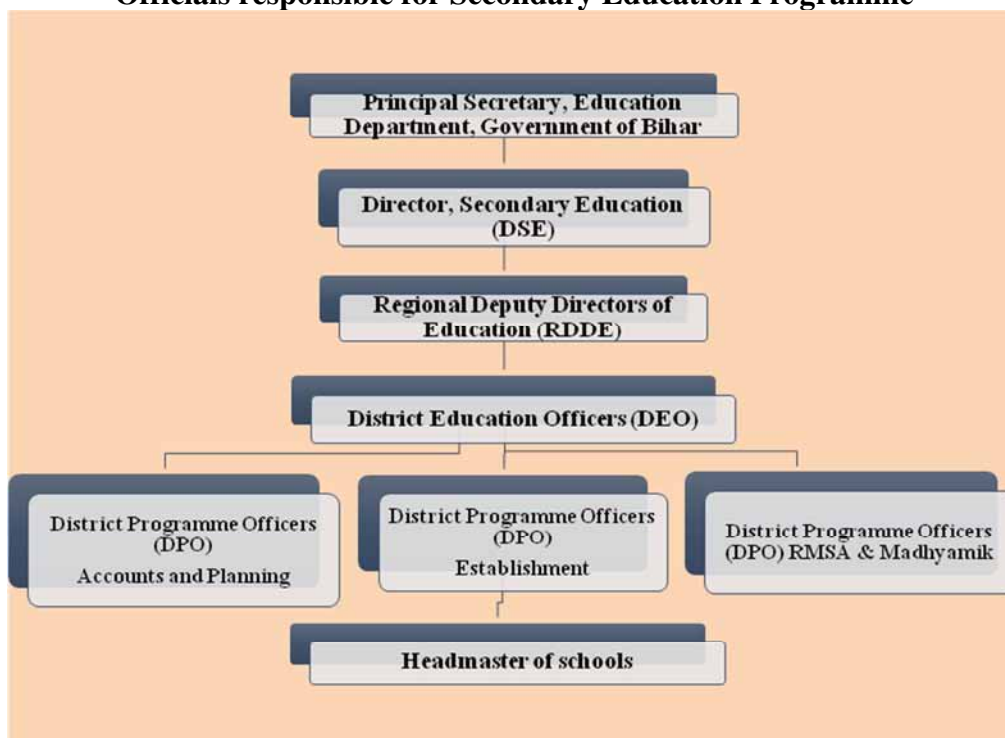 Officials responsible for Secondary Education Programme
Principal Secretary, Education
Department, Government of Bihar
Director, Secondary Education
(DSE)
Regional Deputy Directors of
Education (RDDE)
District Education Officers (DEO)
District Programme Officers
(DPO)
Accounts and Planning
District Programme Officers
(DPO)
Establishment
District Programme Officers
(DPO) RMSA & Madhyamik
Headmaster of schools